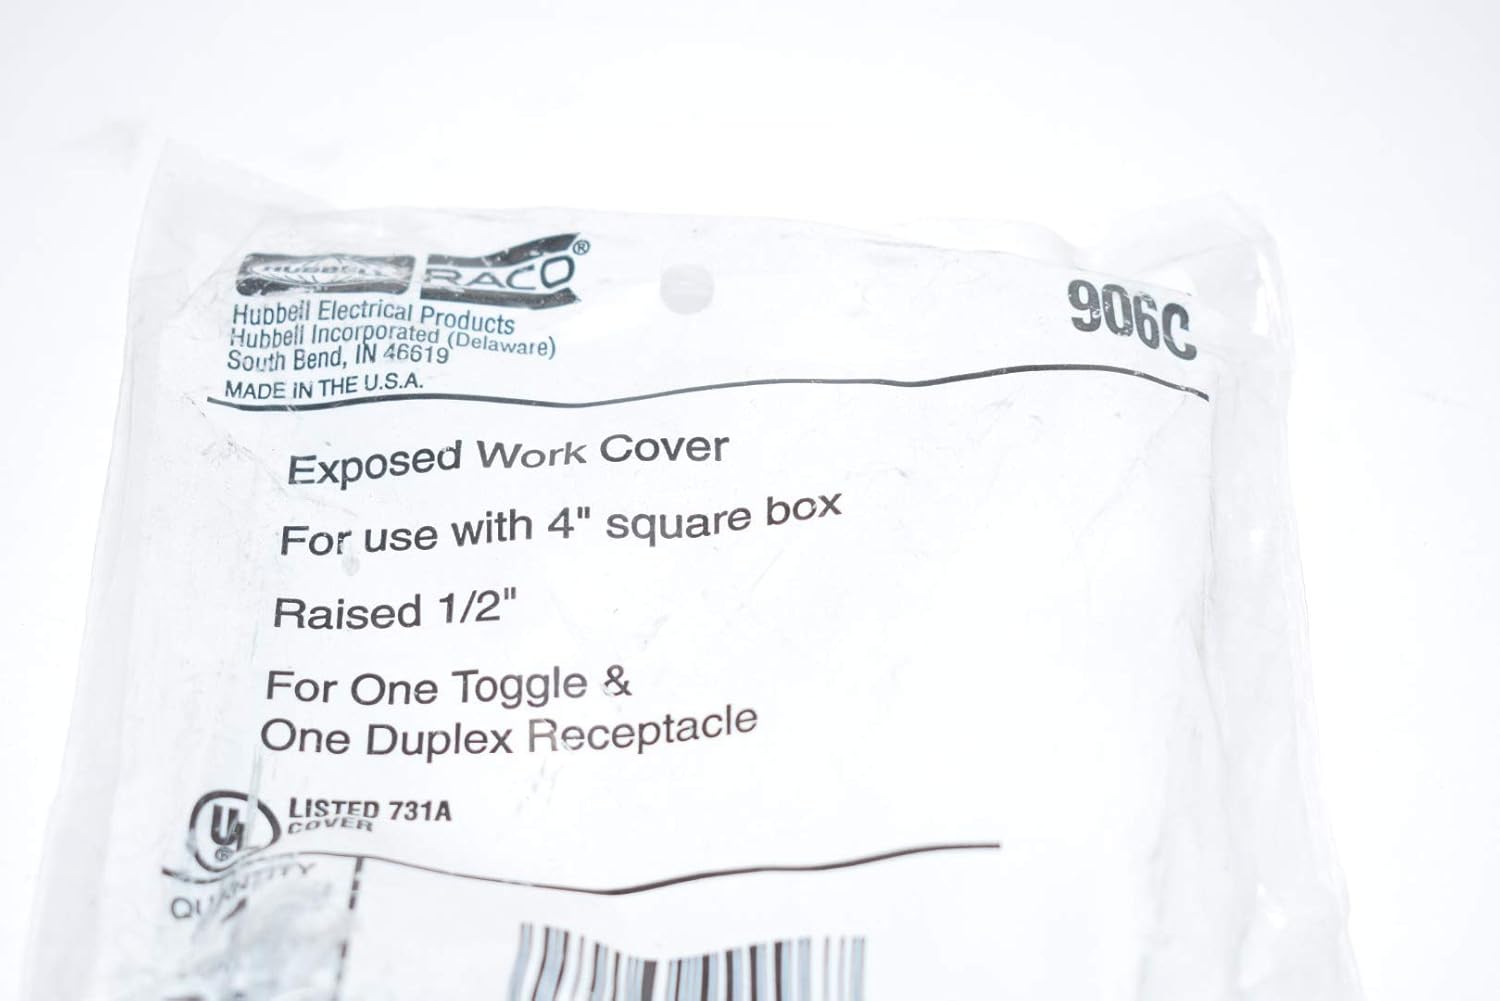 HUBBELL RACO®
906C
Hubbell Electrical Products
Hubbell Incorporated (Delaware)
South Bend, IN 46619
MADE IN THE U.S.A.
Exposed Work Cover
For use with 4" square box
Raised 1/2"
For One Toggle &
One Duplex Receptacle
UL® LISTED 731A
COVER
QUANTITY